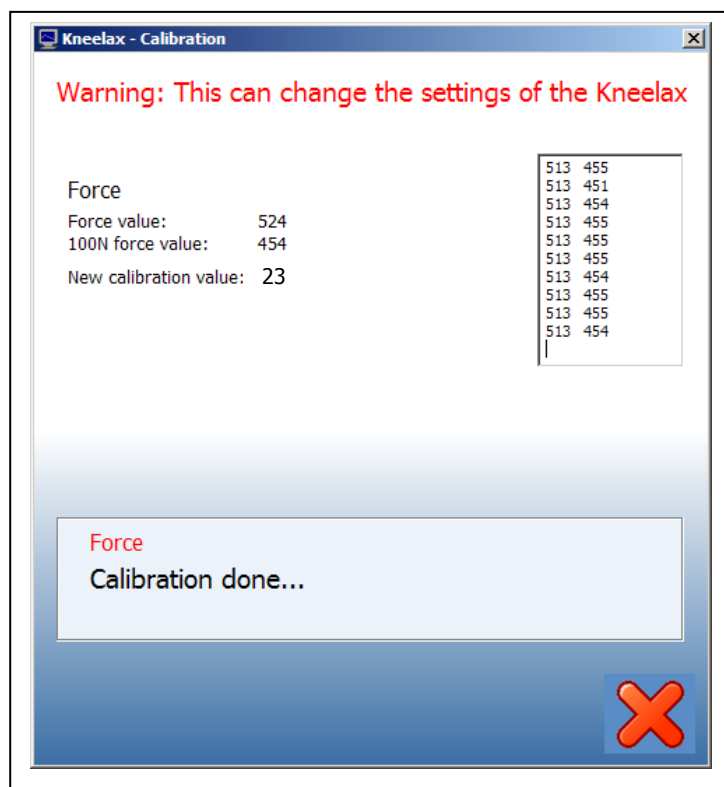 Kneelax - Calibration
Warning: This can change the settings of the Kneelax
Force
Force value: 524
100N force value: 454
New calibration value: 23
513 455
513 451
513 454
513 455
513 455
513 455
513 454
513 455
513 455
513 454
Force
Calibration done...